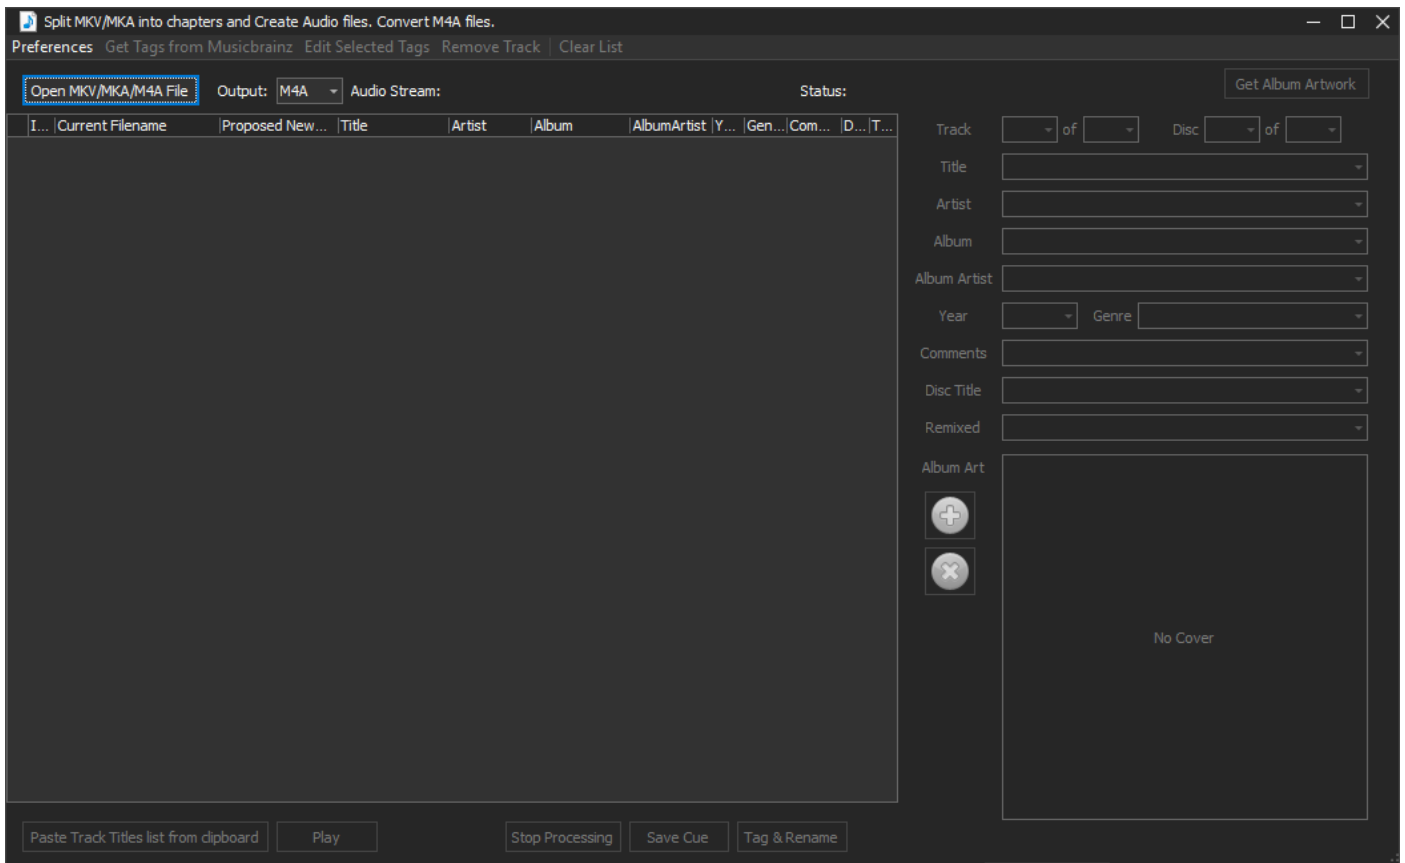 Split MKV/MKA into chapters and Create Audio files. Convert M4A files.
Preferences Get Tags from Musicbrainz Edit Selected Tags Remove Track Clear List
Open MKV/MKA/M4A File Output: M4A Audio Stream: Status: Get Album Artwork
I... Current Filename Proposed New... Title Artist Album AlbumArtist Y... Gen... Com... D... T...
Track of Disc of
Title
Artist
Album
Album Artist
Year Genre
Comments
Disc Title
Remixed
Album Art
No Cover
Paste Track Titles list from clipboard Play Stop Processing Save Cue Tag & Rename